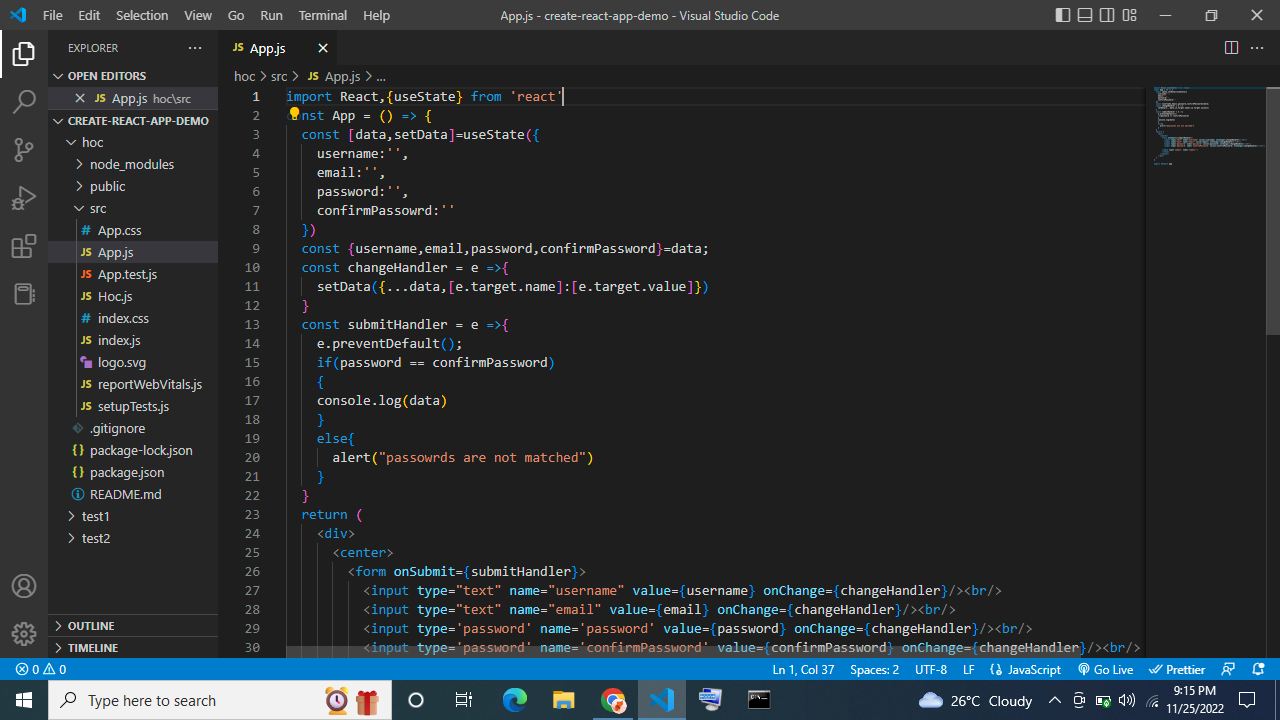 File Edit Selection View Go Run Terminal Help App.js - create-react-app-demo - Visual Studio Code
EXPLORER
OPEN EDITORS
App.js hoc\src
CREATE-REACT-APP-DEMO
hoc
node_modules
public
src
App.css
App.js
App.test.js
Hoc.js
index.css
index.js
logo.svg
reportWebVitals.js
setupTests.js
.gitignore
package-lock.json
package.json
README.md
test1
test2
OUTLINE
TIMELINE
JS App.js
hoc > src > JS App.js > ...
1 import React,{useState} from 'react'
2 nst App = () => {
3 const [data,setData]=useState({
4 username:'',
5 email:'',
6 password:'',
7 confirmPassowrd:''
8 })
9 const {username,email,password,confirmPassword}=data;
10 const changeHandler = e =>{
11 setData({...data,[e.target.name]:[e.target.value]})
12 }
13 const submitHandler = e =>{
14 e.preventDefault();
15 if(password == confirmPassword)
16 {
17 console.log(data)
18 }
19 else{
20 alert("passowrds are not matched")
21 }
22 }
23 return (
24 <div>
25 <center>
26 <form onSubmit={submitHandler}>
27 <input type="text" name="username" value={username} onChange={changeHandler}/><br/>
28 <input type="text" name="email" value={email} onChange={changeHandler}/><br/>
29 <input type='password' name='password' value={password} onChange={changeHandler}/><br/>
30 <input type='password' name='confirmPassword' value={confirmPassword} onChange={changeHandler}/><br/>
0 0 Ln 1, Col 37 Spaces: 2 UTF-8 LF JavaScript Go Live Prettier
Type here to search 26°C Cloudy 9:15 PM
11/25/2022